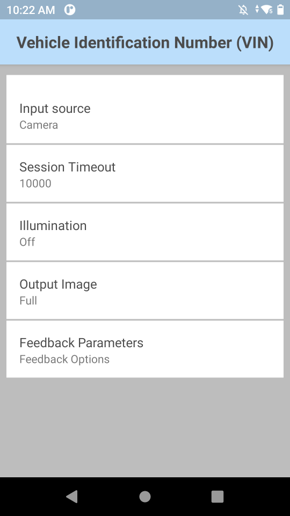 10:22 AM
Vehicle Identification Number (VIN)
Input source
Camera
Session Timeout
10000
Illumination
Off
Output Image
Full
Feedback Parameters
Feedback Options